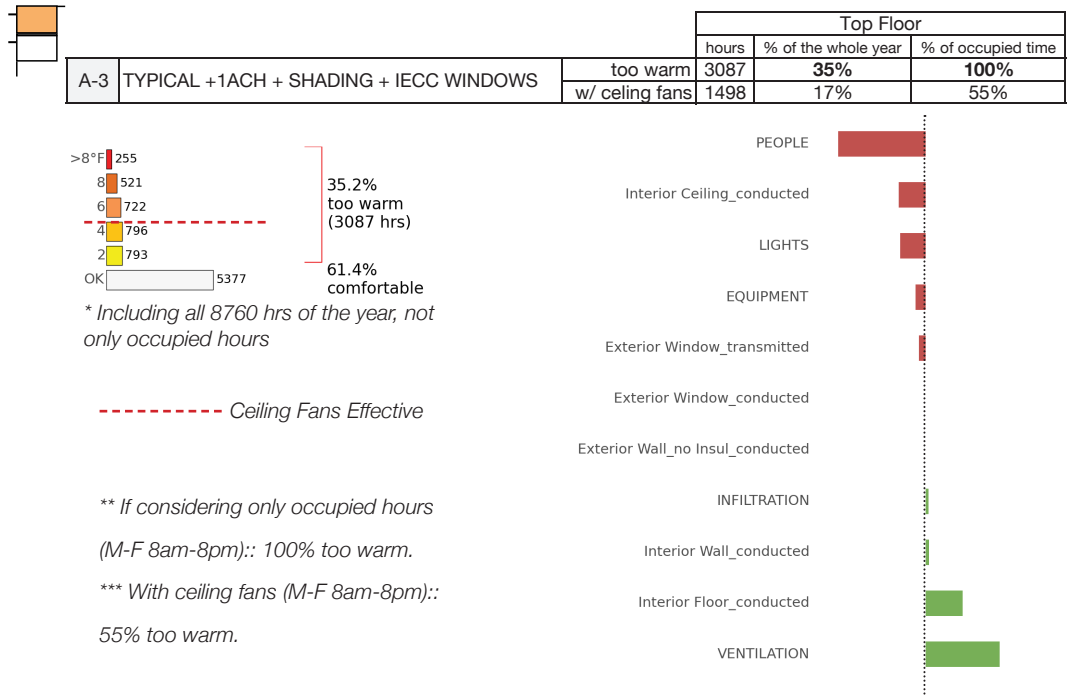 Top Floor
hours % of the whole year % of occupied time
A-3 TYPICAL +1ACH + SHADING + IECC WINDOWS too warm 3087 35% 100%
w/ celing fans 1498 17% 55%
>8°F 255
8 521
6 722
4 796
2 793
OK 5377
35.2%
too warm
(3087 hrs)
61.4%
comfortable
* Including all 8760 hrs of the year, not
only occupied hours
Ceiling Fans Effective
** If considering only occupied hours
(M-F 8am-8pm):: 100% too warm.
*** With ceiling fans (M-F 8am-8pm)::
55% too warm.
PEOPLE
Interior Ceiling_conducted
LIGHTS
EQUIPMENT
Exterior Window_transmitted
Exterior Window_conducted
Exterior Wall_no Insul_conducted
INFILTRATION
Interior Wall_conducted
Interior Floor_conducted
VENTILATION